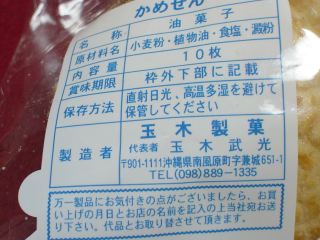 かめせん
名称 油菓子
原材料名 小麦粉・植物油・食塩・澱粉
内容量 10枚
賞味期限 枠外下部に記載
保存方法 直射日光、高温多湿を避けて
保管してください
製造者 玉木製菓
玉木武光
〒901-1111沖縄県南風原町字兼城651-1
TEL(098)889-1335
万一製品にお気付きの点がございましたら、お買
い上げの月日とお店の名前を記入の上当社宛お送
り下さい。代品とお取り替えさせて頂きます。